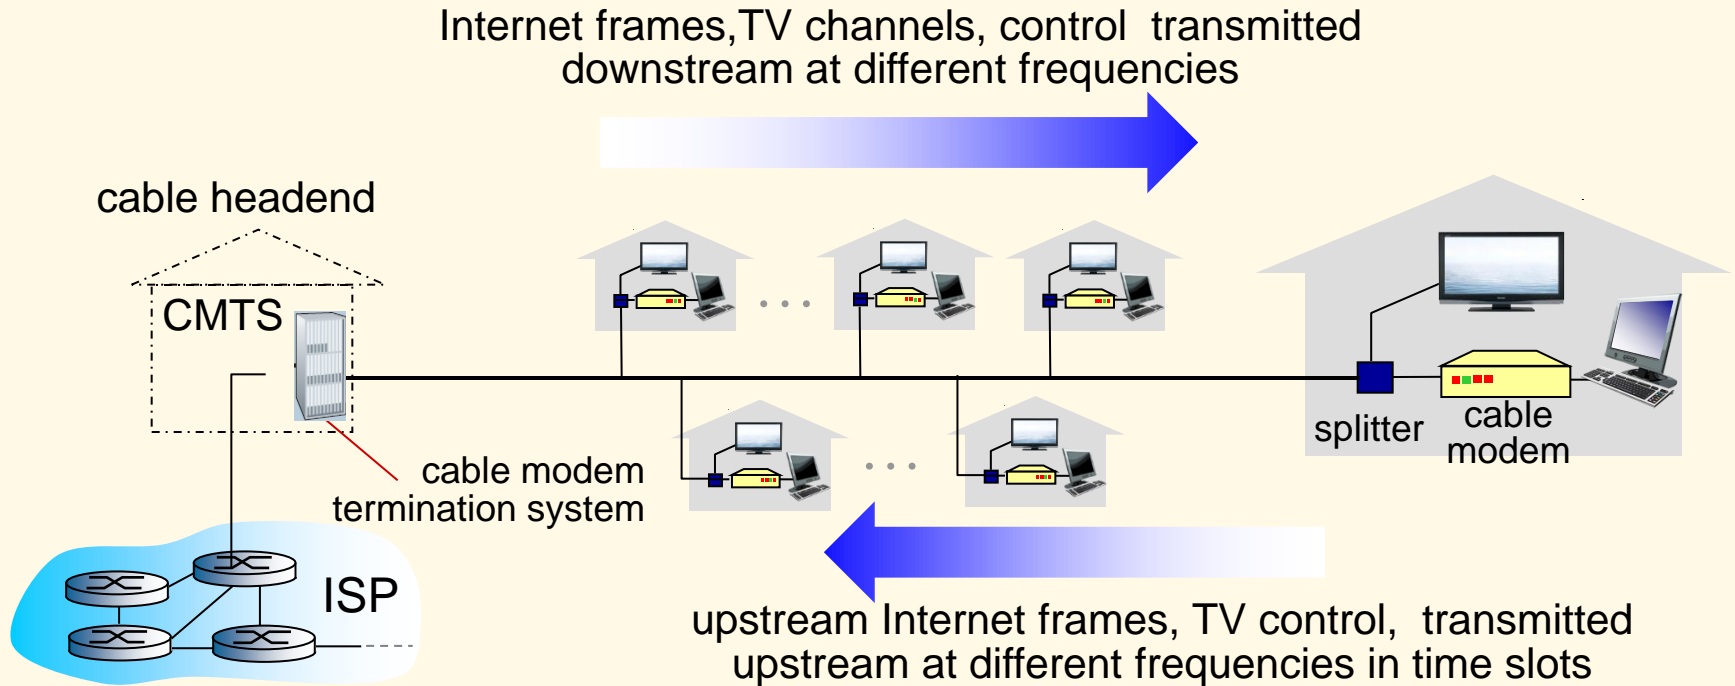 Internet frames,TV channels, control  transmitted
downstream at different frequencies
cable headend
CMTS
splitter
cable
modem
cable modem
termination system
ISP
upstream Internet frames, TV control,  transmitted
upstream at different frequencies in time slots